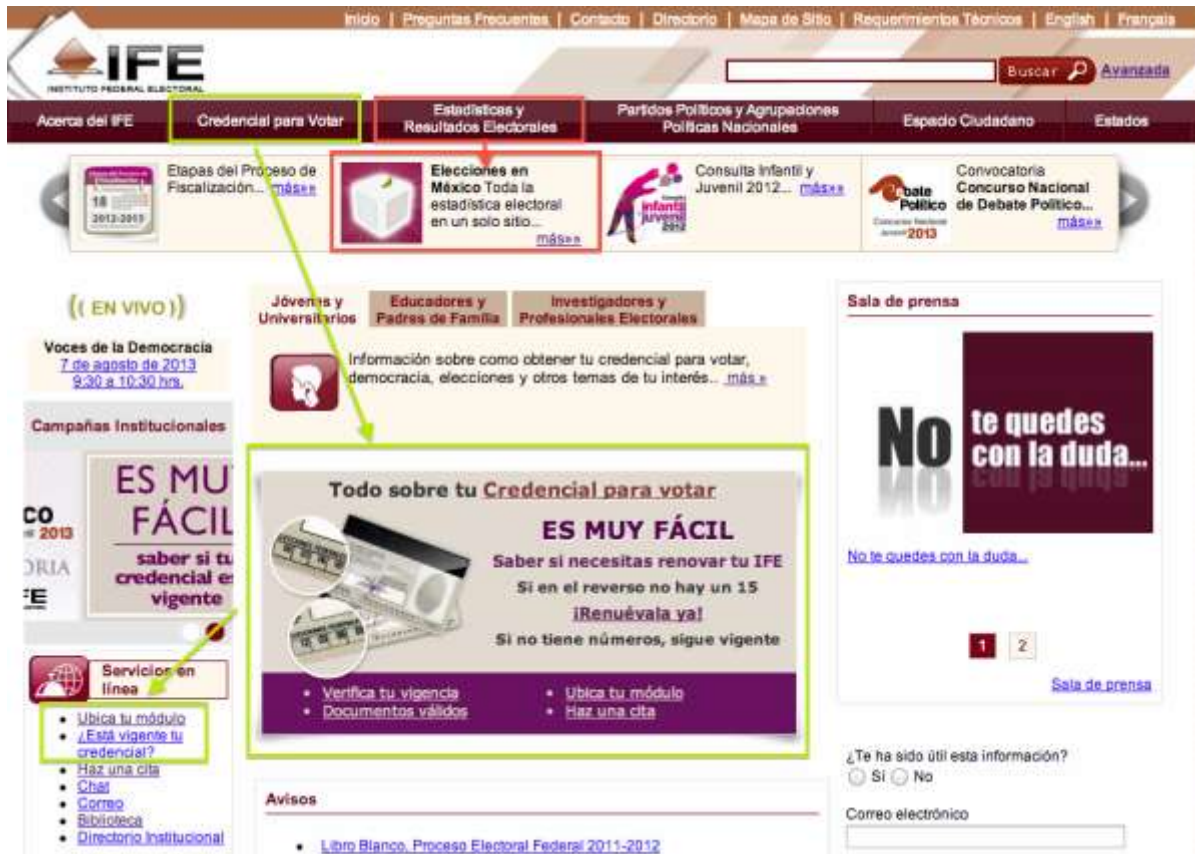 Inicio | Preguntas Frecuentes | Contacto | Directorio | Mapa de Sitio | Requerimientos Técnicos | English | Français
IFE
INSTITUTO FEDERAL ELECTORAL
Buscar
Avanzada
Acerca del IFE
Credencial para Votar
Estadísticas y
Resultados Electorales
Partidos Políticos y Agrupaciones
Políticas Nacionales
Espacio Ciudadano
Estados
18
2012-2013
Etapas del Proceso de
Fiscalización... más»»
Elecciones en
México Toda la
estadística electoral
en un solo sitio...
más»»
infantil
juvenil
2012
Consulta Infantil y
Juvenil 2012... más»»
Debate
Político
2013
Convocatoria
Concurso Nacional
de Debate Político...
más»»
(( EN VIVO ))
Voces de la Democracia
7 de agosto de 2013
9:30 a 10:30 hrs.
Campañas Institucionales
CO
2013
ORIA
FE
ES MU
FÁCIL
saber si tu
credencial es
vigente
Servicios en
línea
Ubica tu módulo
¿Está vigente tu
credencial?
Haz una cita
Chat
Correo
Biblioteca
Directorio Institucional
Jóvenes y
Universitarios
Educadores y
Padres de Familia
Investigadores y
Profesionales Electorales
Información sobre como obtener tu credencial para votar,
democracia, elecciones y otros temas de tu interés... más »
Todo sobre tu Credencial para votar
ES MUY FÁCIL
Saber si necesitas renovar tu IFE
Si en el reverso no hay un 15
¡Renuévala ya!
Si no tiene números, sigue vigente
Verifica tu vigencia
Documentos válidos
Ubica tu módulo
Haz una cita
Avisos
Libro Blanco. Proceso Electoral Federal 2011-2012
Sala de prensa
No te quedes
con la duda...
No te quedes con la duda...
1 2
Sala de prensa
¿Te ha sido útil esta información?
Sí No
Correo electrónico